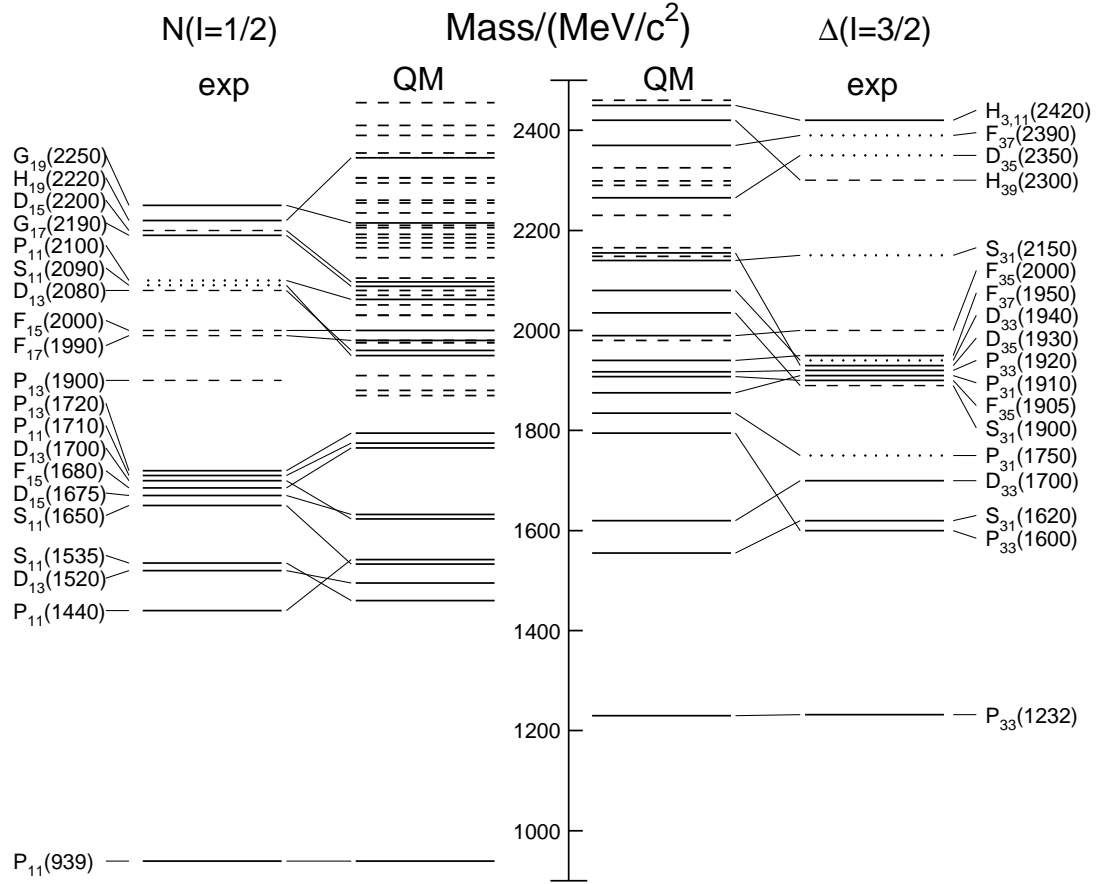 N(I=1/2) Mass/(MeV/c²) Δ(I=3/2)
exp QM QM exp
G₁₉(2250)
H₁₉(2220)
D₁₅(2200)
G₁₇(2190)
P₁₁(2100)
S₁₁(2090)
D₁₃(2080)
F₁₅(2000)
F₁₇(1990)
P₁₃(1900)
P₁₃(1720)
P₁₁(1710)
D₁₃(1700)
F₁₅(1680)
D₁₅(1675)
S₁₁(1650)
S₁₁(1535)
D₁₃(1520)
P₁₁(1440)
P₁₁(939)
2400
2200
2000
1800
1600
1400
1200
1000
H₃,₁₁(2420)
F₃₇(2390)
D₃₅(2350)
H₃₉(2300)
S₃₁(2150)
F₃₅(2000)
F₃₇(1950)
D₃₃(1940)
D₃₅(1930)
P₃₃(1920)
P₃₁(1910)
F₃₅(1905)
S₃₁(1900)
P₃₁(1750)
D₃₃(1700)
S₃₁(1620)
P₃₃(1600)
P₃₃(1232)